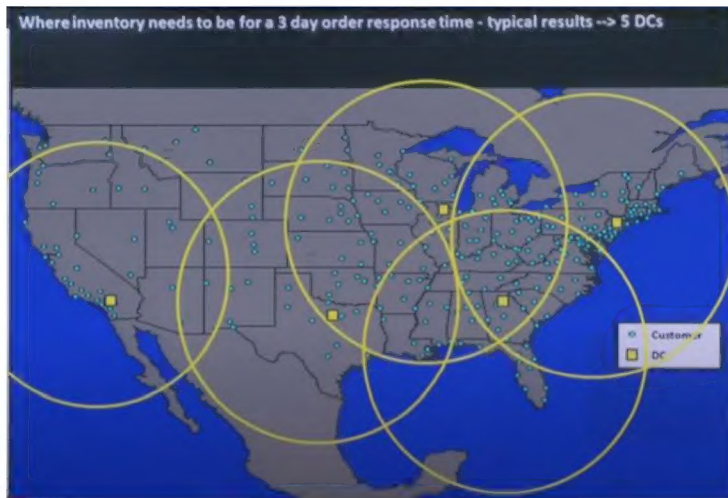 Where inventory needs to be for a 3 day order response time - typical results --> 5 DCs
Customer
DC